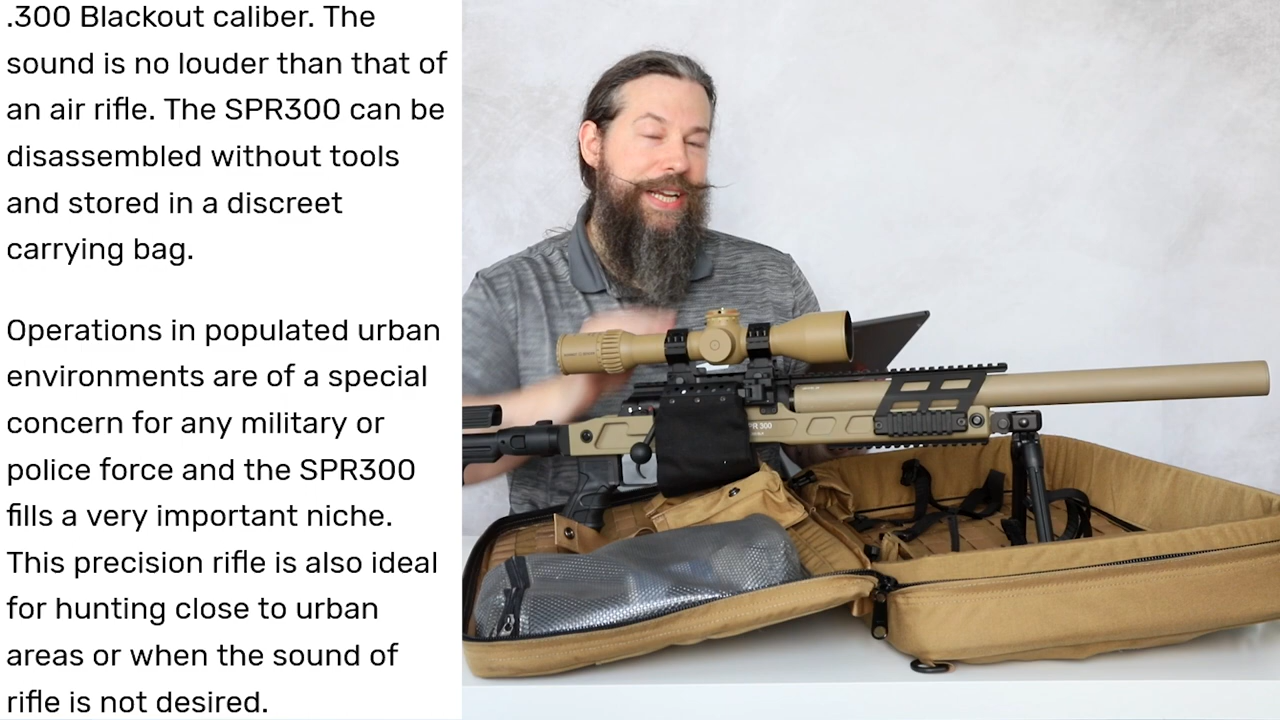 .300 Blackout caliber. The
sound is no louder than that of
an air rifle. The SPR300 can be
disassembled without tools
and stored in a discreet
carrying bag.
Operations in populated urban
environments are of a special
concern for any military or
police force and the SPR300
fills a very important niche.
This precision rifle is also ideal
for hunting close to urban
areas or when the sound of
rifle is not desired.
PR 300